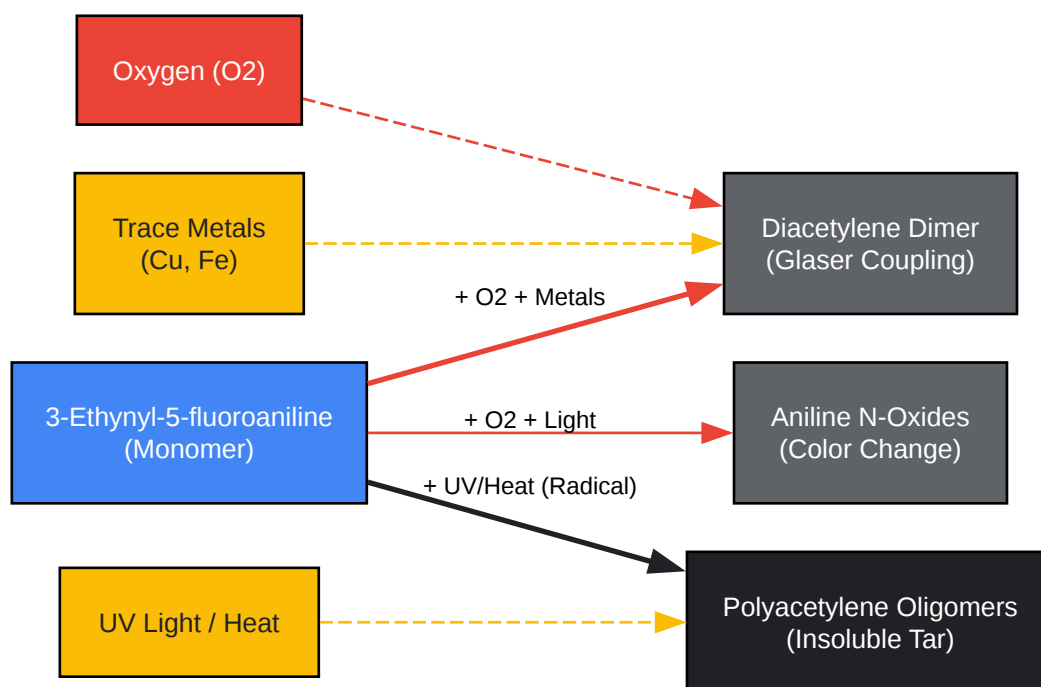 Oxygen (O2)
Trace Metals
(Cu, Fe)
Diacetylene Dimer
(Glaser Coupling)
+ O2 + Metals
3-Ethynyl-5-fluoroaniline
(Monomer)
+ O2 + Light
Aniline N-Oxides
(Color Change)
+ UV/Heat (Radical)
UV Light / Heat
Polyacetylene Oligomers
(Insoluble Tar)